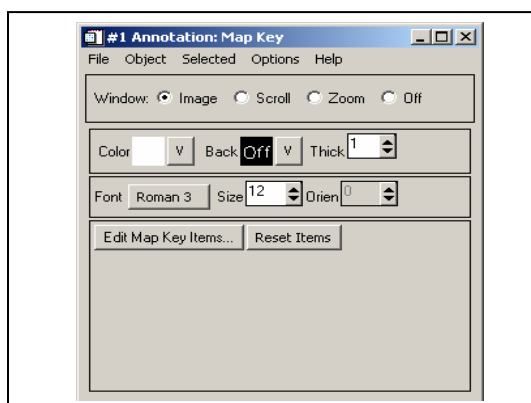 #1 Annotation: Map Key
File Object Selected Options Help
Window: Image Scroll Zoom Off
Color V Back Off V Thick 1
Font Roman 3 Size 12 Orien 0
Edit Map Key Items... Reset Items